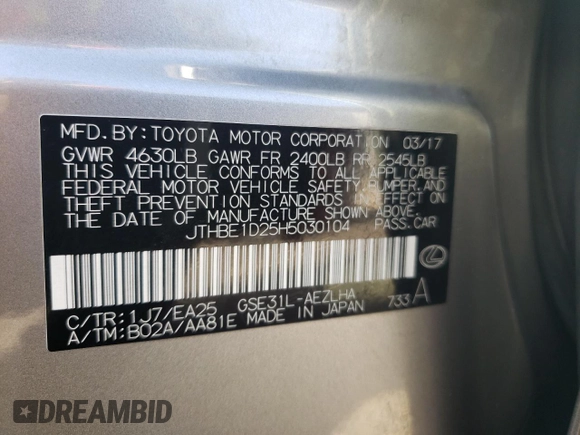 MFD.BY:TOYOTA MOTOR CORPORATION 03/17
GVWR 4630LB GAWR FR 2400LB RR 2545LB
THIS VEHICLE CONFORMS TO ALL APPLICABLE
FEDERAL MOTOR VEHICLE SAFETY,BUMPER,AND
THEFT PREVENTION STANDARDS IN EFFECT ON
THE DATE OF MANUFACTURE SHOWN ABOVE.
JTHBE1D25H5030104 PASS.CAR
C/TR:1J7/EA25 GSE31L-AEZLHA
A/TM:B02A/AA81E MADE IN JAPAN 733 A
DREAMBID